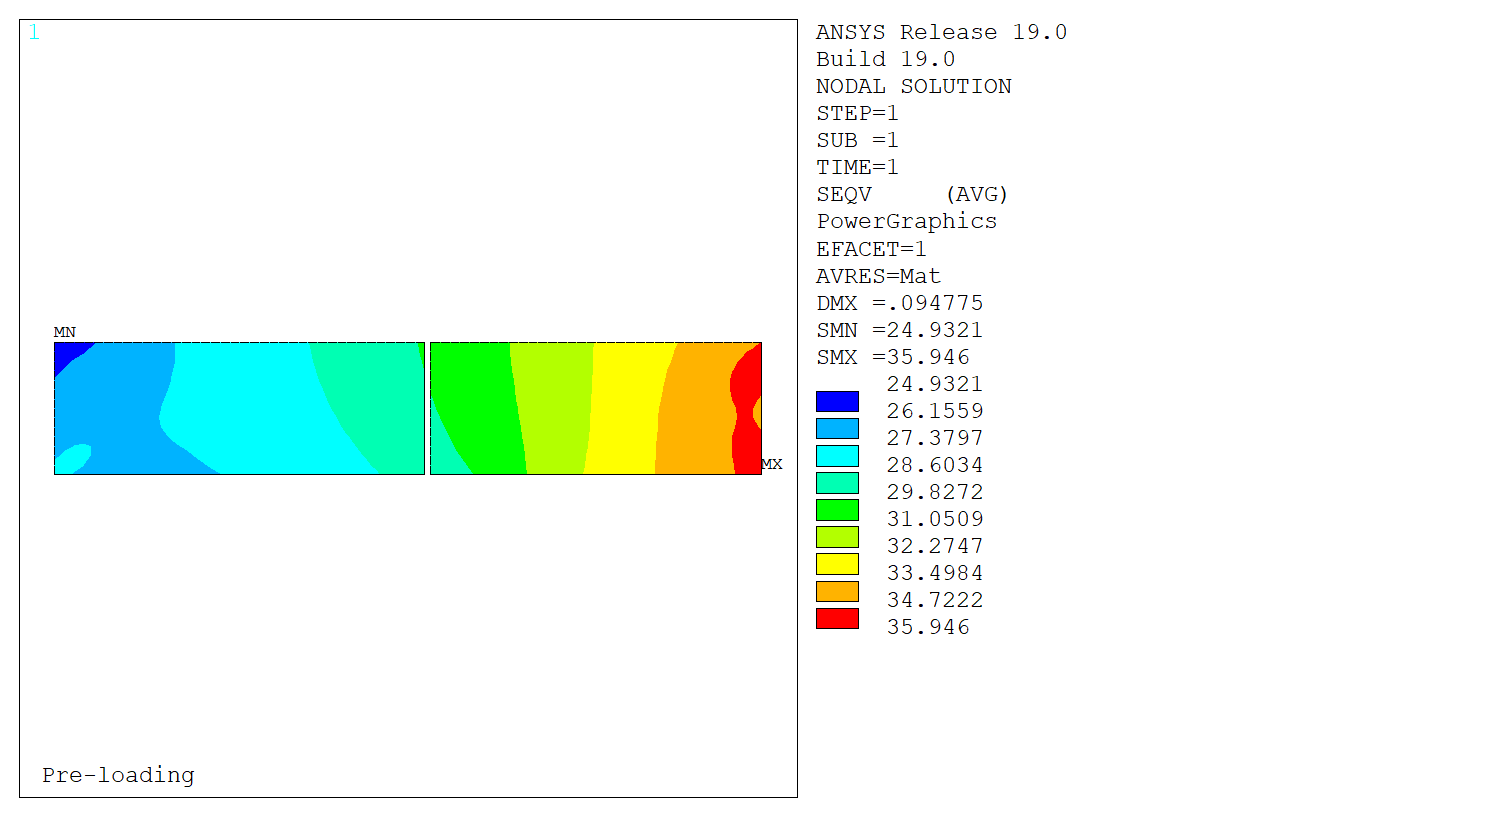 1
ANSYS Release 19.0
Build 19.0
NODAL SOLUTION
STEP=1
SUB =1
TIME=1
SEQV     (AVG)
PowerGraphics
EFACET=1
AVRES=Mat
DMX =.094775
SMN =24.9321
SMX =35.946
24.9321
26.1559
27.3797
28.6034
29.8272
31.0509
32.2747
33.4984
34.7222
35.946
MN
MX
Pre-loading